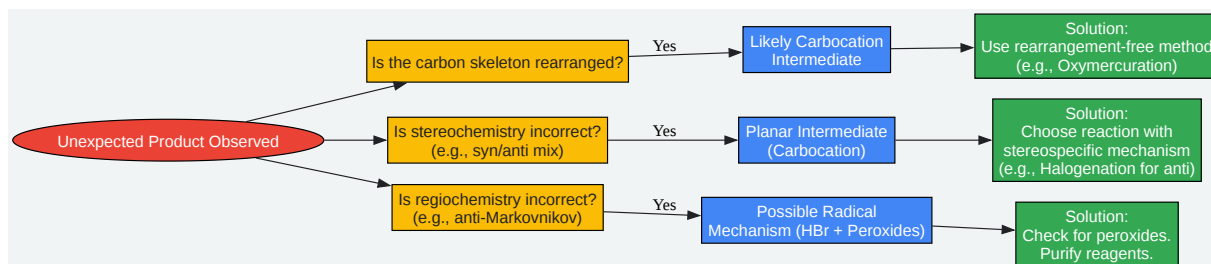 Unexpected Product Observed
Is the carbon skeleton rearranged?
Yes
Likely Carbocation
Intermediate
Solution:
Use rearrangement-free method
(e.g., Oxymercuration)
Is stereochemistry incorrect?
(e.g., syn/anti mix)
Yes
Planar Intermediate
(Carbocation)
Solution:
Choose reaction with
stereospecific mechanism
(e.g., Halogenation for anti)
Is regiochemistry incorrect?
(e.g., anti-Markovnikov)
Yes
Possible Radical
Mechanism (HBr + Peroxides)
Solution:
Check for peroxides.
Purify reagents.